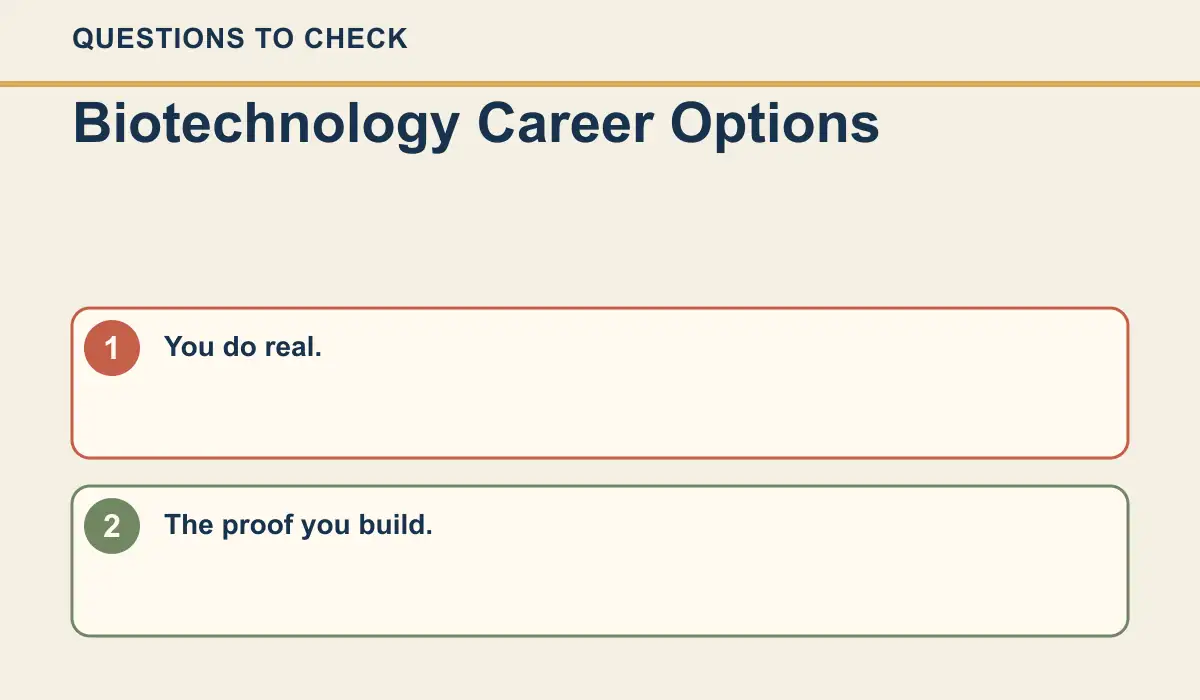 QUESTIONS TO CHECK
Biotechnology Career Options
1 You do real.
2 The proof you build.